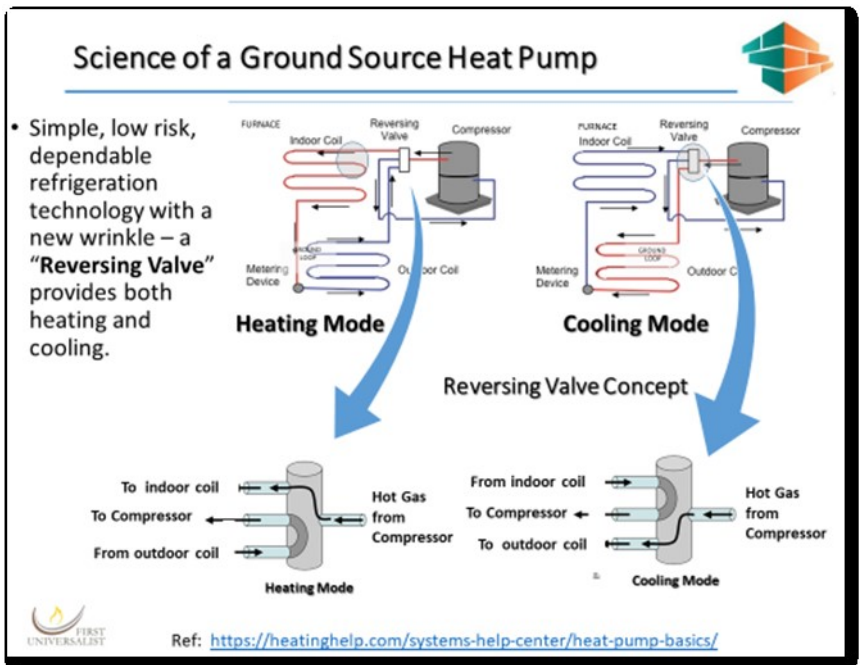 Science of a Ground Source Heat Pump
• Simple, low risk,
dependable
refrigeration
technology with a
new wrinkle – a
“Reversing Valve”
provides both
heating and
cooling.
FURNACE
Indoor Coil
Reversing
Valve
Compressor
GROUND
LOOP
Metering
Device
Outdoor Coil
Heating Mode
FURNACE
Indoor Coil
Reversing
Valve
Compressor
GROUND
LOOP
Metering
Device
Outdoor C
Cooling Mode
Reversing Valve Concept
To indoor coil
To Compressor
From outdoor coil
Hot Gas
from
Compressor
Heating Mode
From indoor coil
To Compressor
To outdoor coil
Hot Gas
from
Compressor
Cooling Mode
FIRST
UNIVERSALIST
Ref: https://heatinghelp.com/systems-help-center/heat-pump-basics/